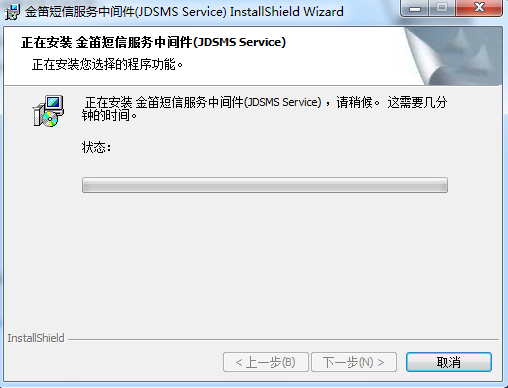 金笛短信服务中间件(JDSMS Service) InstallShield Wizard
正在安装 金笛短信服务中间件(JDSMS Service)
正在安装您选择的程序功能。
正在安装 金笛短信服务中间件(JDSMS Service) ，请稍候。 这需要几分
钟的时间。
状态：
InstallShield
< 上一步(B)
下一步(N) >
取消